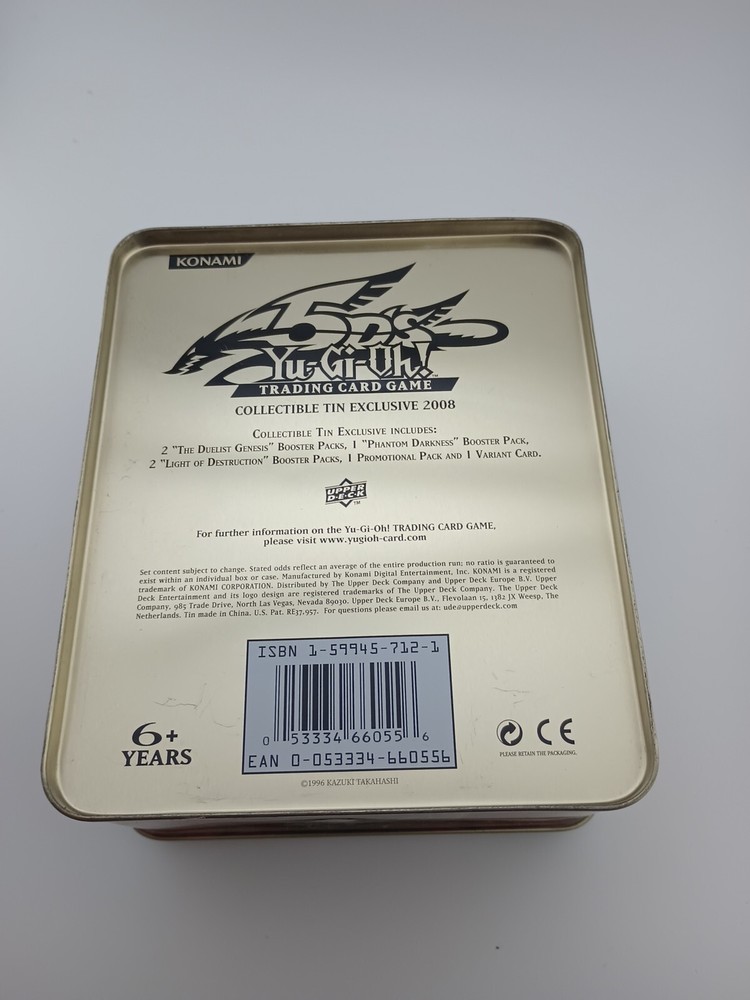 KONAMI
5D's
Yu-Gi-Oh!™
TRADING CARD GAME
COLLECTIBLE TIN EXCLUSIVE 2008
COLLECTIBLE TIN EXCLUSIVE INCLUDES:
2 "THE DUELIST GENESIS" BOOSTER PACKS, 1 "PHANTOM DARKNESS" BOOSTER PACK,
2 "LIGHT OF DESTRUCTION" BOOSTER PACKS, 1 PROMOTIONAL PACK AND 1 VARIANT CARD.
UPPER
D·E·C·K™
For further information on the Yu-Gi-Oh! TRADING CARD GAME,
please visit www.yugioh-card.com
Set content subject to change. Stated odds reflect an average of the entire production run; no ratio is guaranteed to
exist within an individual box or case. Manufactured by Konami Digital Entertainment, Inc. KONAMI is a registered
trademark of KONAMI CORPORATION. Distributed by The Upper Deck Company and Upper Deck Europe B.V. Upper
Deck Entertainment and its logo design are registered trademarks of The Upper Deck Company. The Upper Deck
Company, 985 Trade Drive, North Las Vegas, Nevada 89030. Upper Deck Europe B.V., Flevolaan 15, 1382 JX Weesp, The
Netherlands. Tin made in China. U.S. Pat. RE37,957. For questions please email us at: ude@upperdeck.com
ISBN 1-59945-712-1
0 53334 66055 6
EAN 0-053334-660556
6+
YEARS
CE
PLEASE RETAIN THE PACKAGING.
©1996 KAZUKI TAKAHASHI